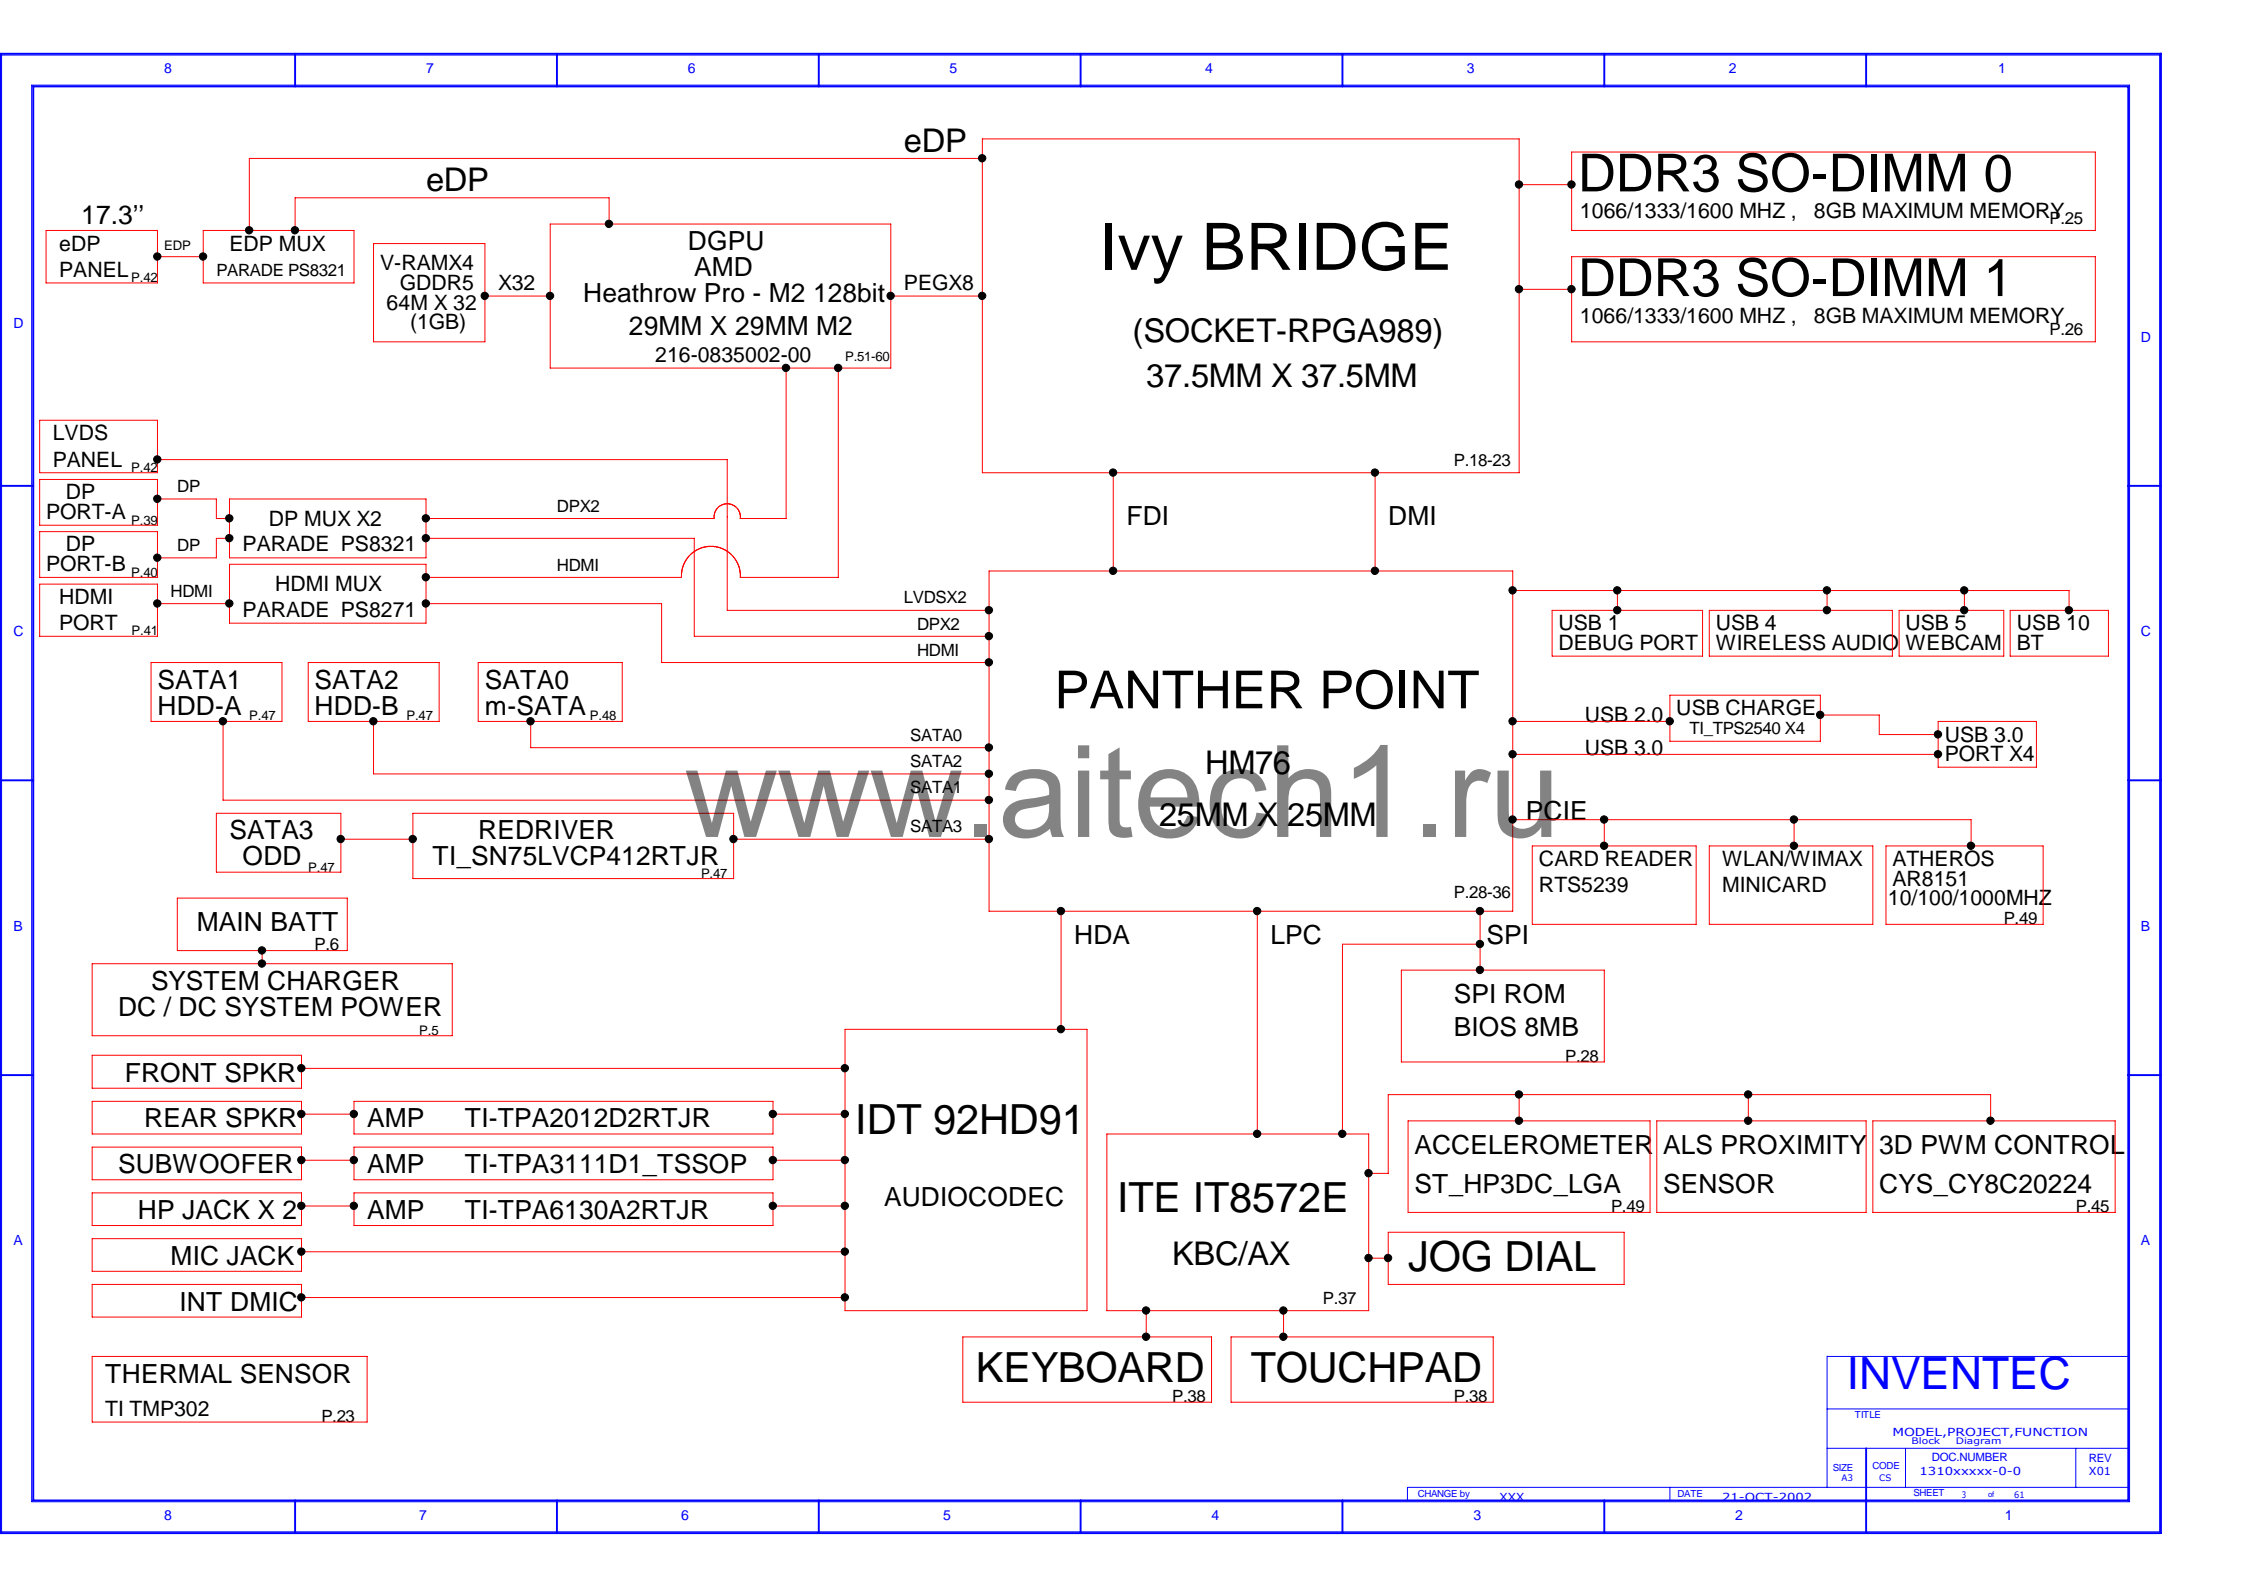 8 7 6 5 4 3 2 1
eDP
eDP
17.3’’
eDP
PANEL P.42
EDP
EDP MUX
PARADE PS8321
V-RAMX4
GDDR5
64M X 32
(1GB)
X32
DGPU
AMD
Heathrow Pro - M2 128bit
29MM X 29MM M2
216-0835002-00 P.51-60
PEGX8
Ivy BRIDGE
(SOCKET-RPGA989)
37.5MM X 37.5MM
P.18-23
DDR3 SO-DIMM 0
1066/1333/1600 MHZ , 8GB MAXIMUM MEMORY P.25
DDR3 SO-DIMM 1
1066/1333/1600 MHZ , 8GB MAXIMUM MEMORY P.26
D D
LVDS
PANEL P.42
DP
PORT-A P.39
DP
DP
PORT-B P.40
DP
HDMI
PORT P.41
HDMI
DP MUX X2
PARADE PS8321
HDMI MUX
PARADE PS8271
DPX2
HDMI
FDI
DMI
LVDSX2
DPX2
HDMI
C C
PANTHER POINT
HM76
25MM X 25MM
P.28-36
USB 1
DEBUG PORT
USB 4
WIRELESS AUDIO
USB 5
WEBCAM
USB 10
BT
USB 2.0
USB CHARGE
TI_TPS2540 X4
USB 3.0
USB 3.0
PORT X4
SATA1
HDD-A P.47
SATA2
HDD-B P.47
SATA0
m-SATA P.48
SATA0
SATA2
SATA1
SATA3
www.aitech1.ru
SATA3
ODD P.47
REDRIVER
TI_SN75LVCP412RTJR
P.47
PCIE
CARD READER
RTS5239
WLAN/WIMAX
MINICARD
ATHEROS
AR8151
10/100/1000MHZ
P.49
B B
MAIN BATT
P.6
SYSTEM CHARGER
DC / DC SYSTEM POWER
P.5
HDA
LPC
SPI
SPI ROM
BIOS 8MB
P.28
FRONT SPKR
REAR SPKR
AMP TI-TPA2012D2RTJR
SUBWOOFER
AMP TI-TPA3111D1_TSSOP
HP JACK X 2
AMP TI-TPA6130A2RTJR
MIC JACK
INT DMIC
IDT 92HD91
AUDIOCODEC
ITE IT8572E
KBC/AX
P.37
ACCELEROMETER
ST_HP3DC_LGA
P.49
ALS PROXIMITY
SENSOR
3D PWM CONTROL
CYS_CY8C20224
P.45
JOG DIAL
A A
KEYBOARD
P.38
TOUCHPAD
P.38
THERMAL SENSOR
TI TMP302 P.23
INVENTEC
TITLE
MODEL,PROJECT,FUNCTION
Block Diagram
SIZE
A3
CODE
CS
DOC.NUMBER
1310xxxxx-0-0
REV
X01
CHANGE by XXX
DATE 21-OCT-2002
SHEET 3 of 61
8 7 6 5 4 3 2 1